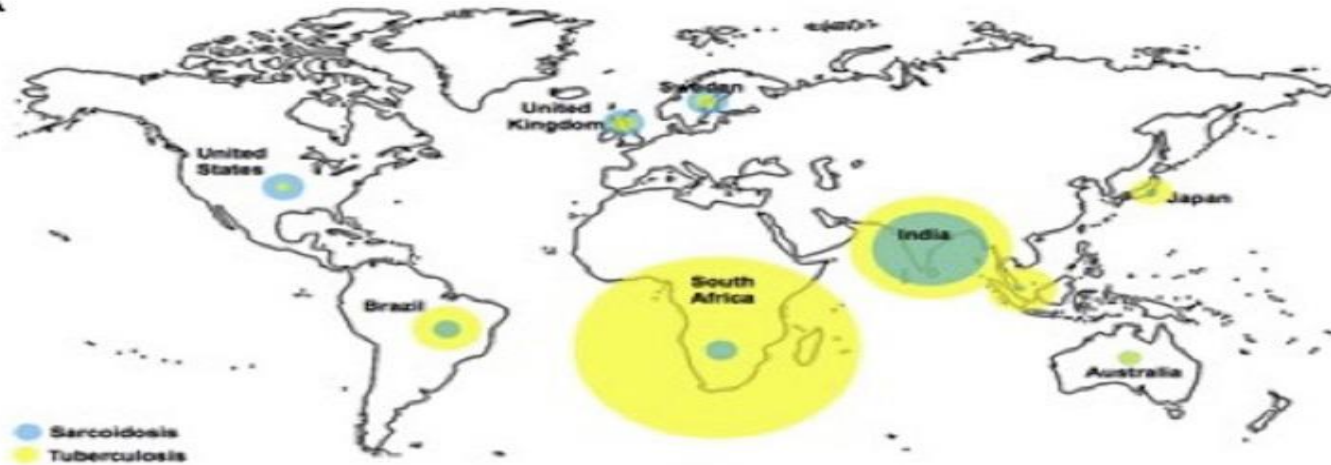 Sweden
United
Kingdom
United
States
Japan
India
South
Africa
Brazil
Australia
Sarcoidosis
Tuberculosis